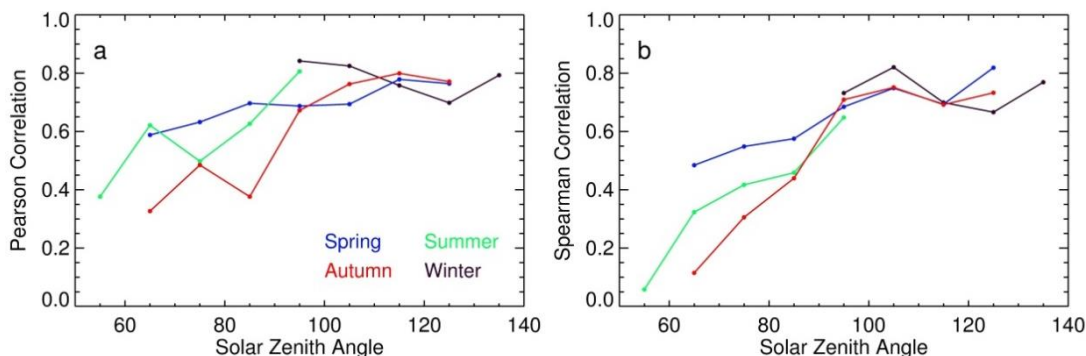 a
Pearson Correlation
1.0
0.8
0.6
0.4
0.2
0.0
Spring Summer
Autumn Winter
60 80 100 120 140
Solar Zenith Angle
b
Spearman Correlation
1.0
0.8
0.6
0.4
0.2
0.0
60 80 100 120 140
Solar Zenith Angle